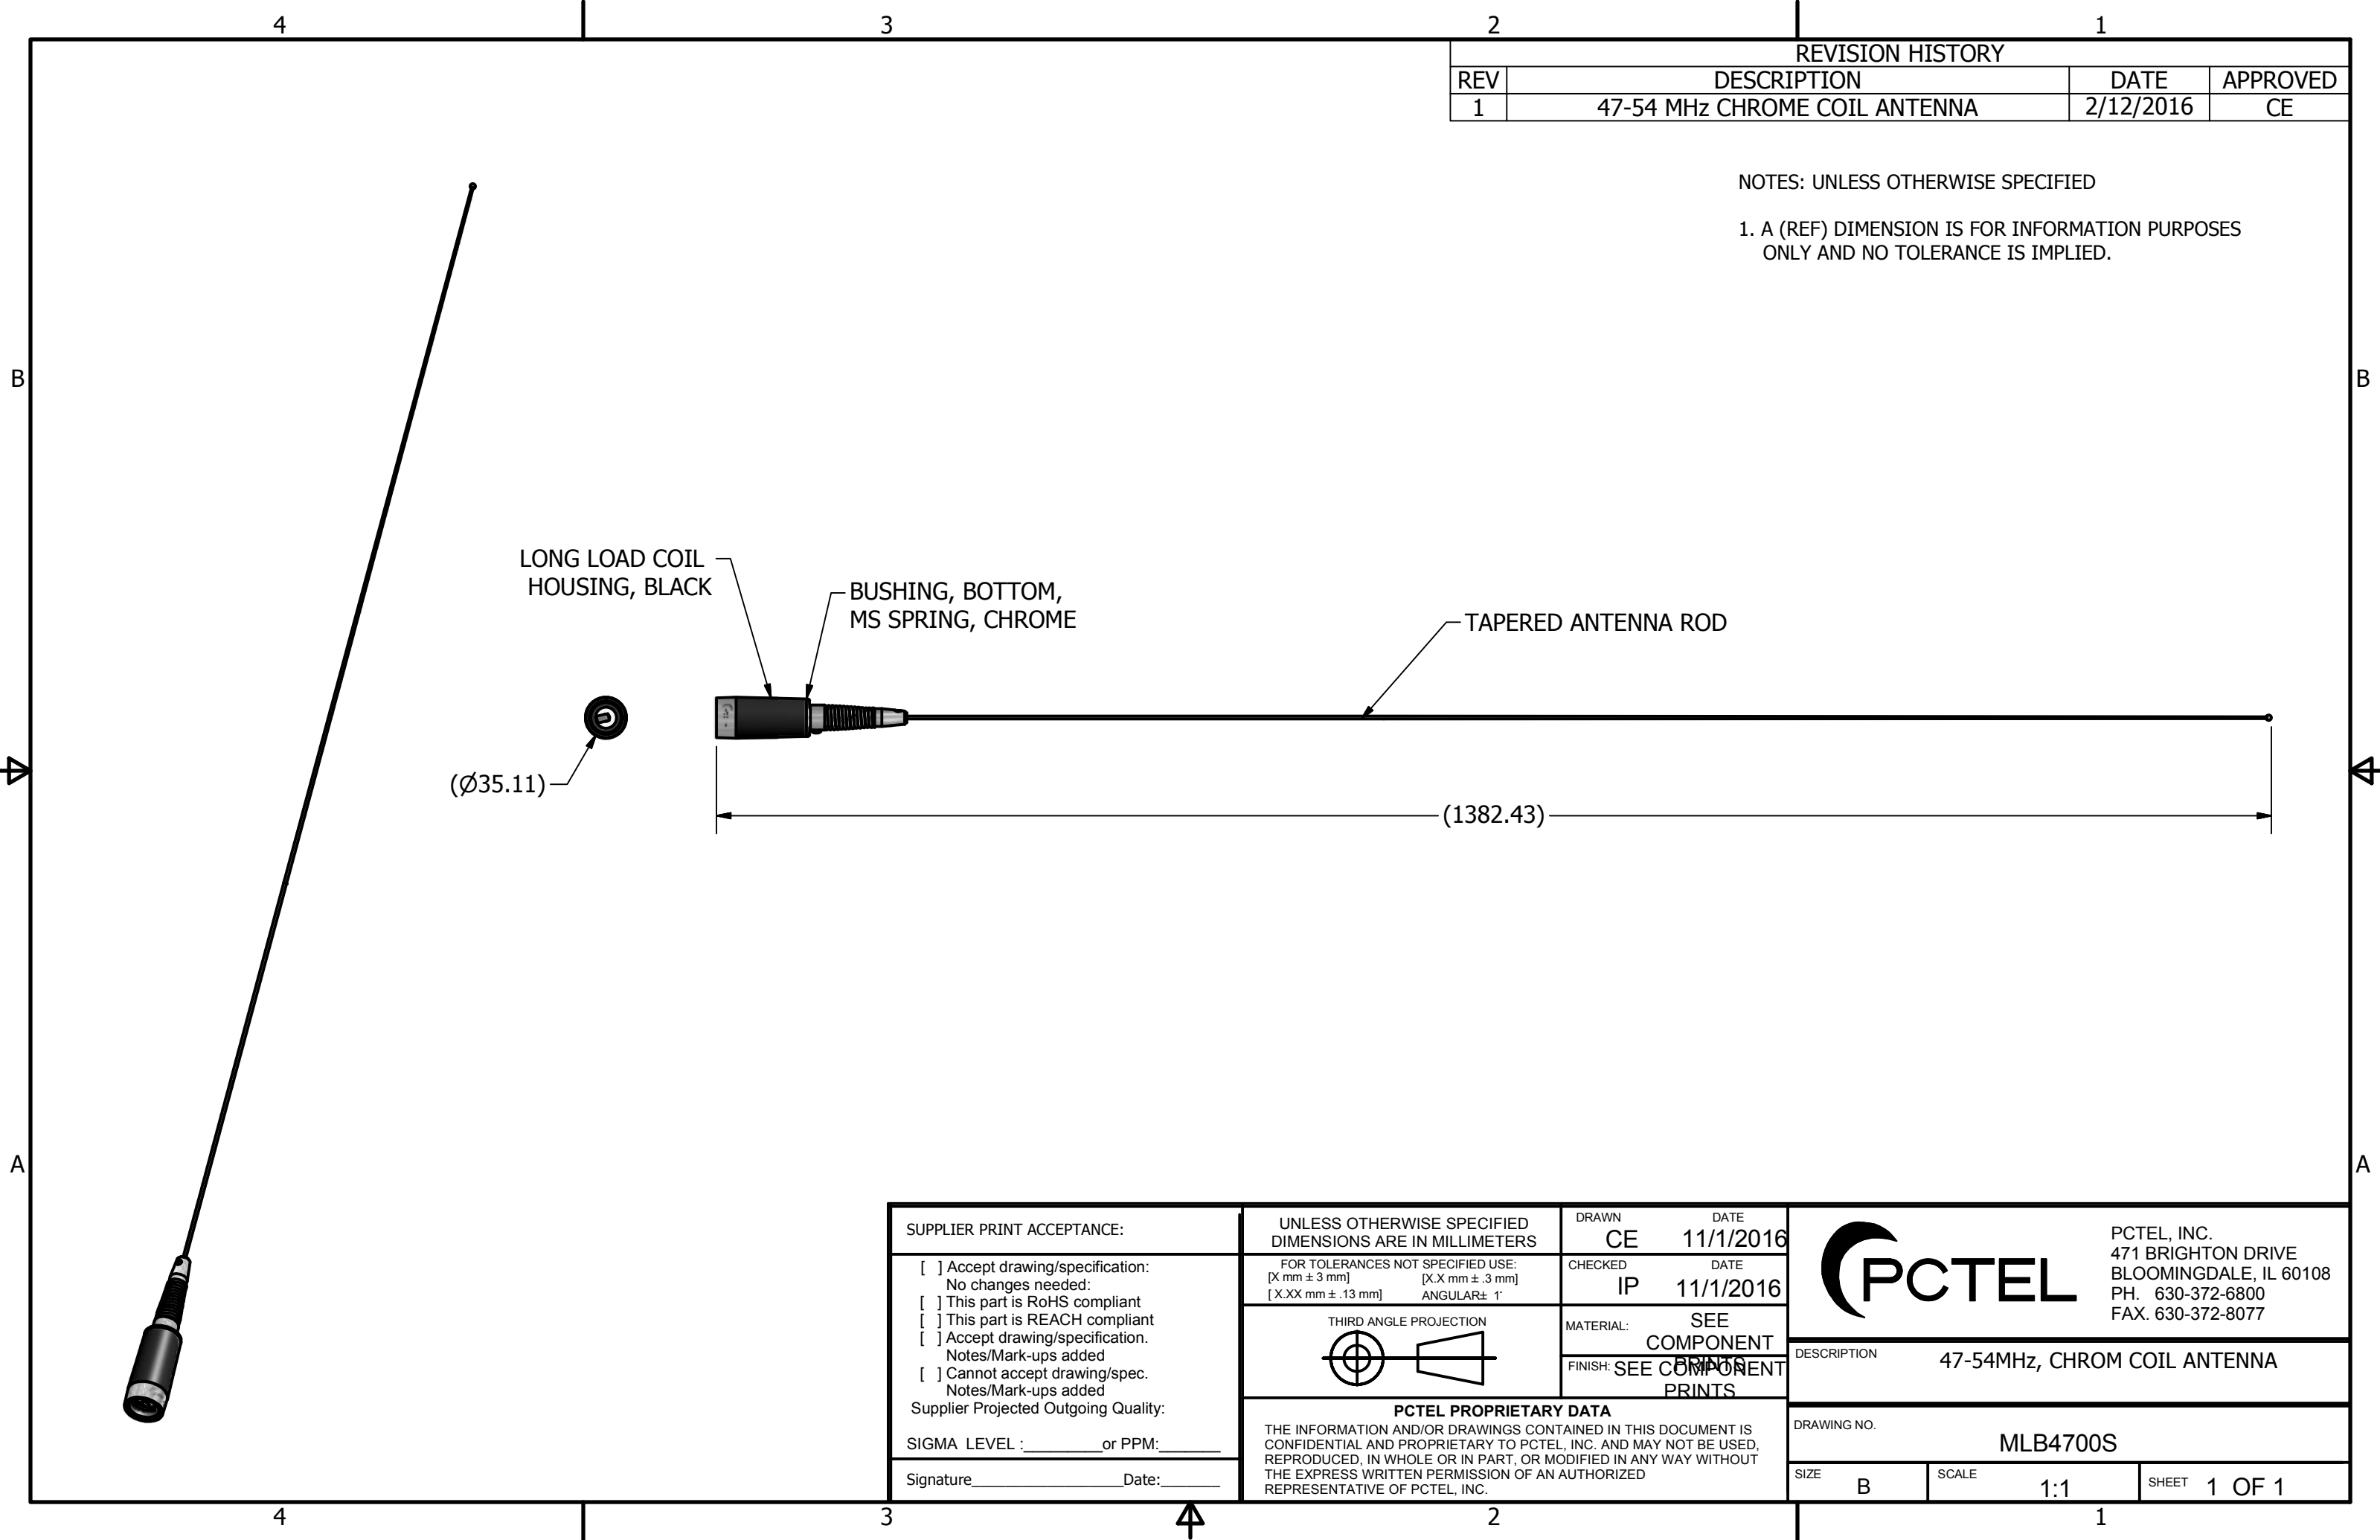 4 3 2 1
REVISION HISTORY
REV DESCRIPTION DATE APPROVED
1 47-54 MHz CHROME COIL ANTENNA 2/12/2016 CE
NOTES: UNLESS OTHERWISE SPECIFIED
1. A (REF) DIMENSION IS FOR INFORMATION PURPOSES
ONLY AND NO TOLERANCE IS IMPLIED.
B B
LONG LOAD COIL
HOUSING, BLACK
BUSHING, BOTTOM,
MS SPRING, CHROME
TAPERED ANTENNA ROD
(Ø35.11)
(1382.43)
A A
SUPPLIER PRINT ACCEPTANCE:
[ ] Accept drawing/specification:
No changes needed:
[ ] This part is RoHS compliant
[ ] This part is REACH compliant
[ ] Accept drawing/specification.
Notes/Mark-ups added
[ ] Cannot accept drawing/spec.
Notes/Mark-ups added
Supplier Projected Outgoing Quality:
SIGMA LEVEL :_________or PPM:_______
Signature__________________Date:_______
UNLESS OTHERWISE SPECIFIED
DIMENSIONS ARE IN MILLIMETERS
FOR TOLERANCES NOT SPECIFIED USE:
[X mm ± 3 mm] [X.X mm ± .3 mm]
[ X.XX mm ± .13 mm] ANGULAR± 1°
THIRD ANGLE PROJECTION
DRAWN DATE
CE 11/1/2016
CHECKED DATE
IP 11/1/2016
MATERIAL: SEE
COMPONENT
PRINTS
FINISH: SEE COMPONENT
PRINTS
PCTEL PROPRIETARY DATA
THE INFORMATION AND/OR DRAWINGS CONTAINED IN THIS DOCUMENT IS
CONFIDENTIAL AND PROPRIETARY TO PCTEL, INC. AND MAY NOT BE USED,
REPRODUCED, IN WHOLE OR IN PART, OR MODIFIED IN ANY WAY WITHOUT
THE EXPRESS WRITTEN PERMISSION OF AN AUTHORIZED
REPRESENTATIVE OF PCTEL, INC.
PCTEL
PCTEL, INC.
471 BRIGHTON DRIVE
BLOOMINGDALE, IL 60108
PH. 630-372-6800
FAX. 630-372-8077
DESCRIPTION 47-54MHz, CHROM COIL ANTENNA
DRAWING NO.
MLB4700S
SIZE B SCALE 1:1 SHEET 1 OF 1
4 3 2 1